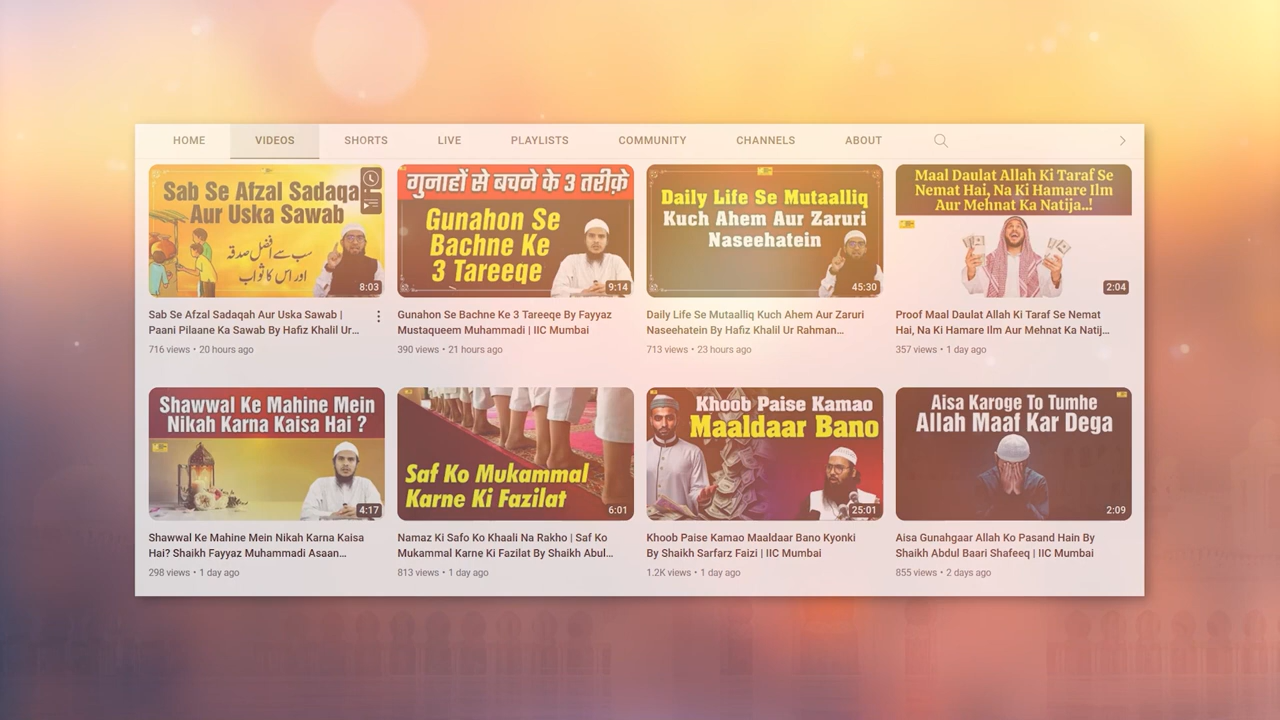 HOME VIDEOS SHORTS LIVE PLAYLISTS COMMUNITY CHANNELS ABOUT
Sab Se Afzal Sadaqa
Aur Uska Sawab
سب سے افضل صدقہ
اور اس کا ثواب
8:03
गुनाहों से बचने के 3 तरीक़े
Gunahon Se
Bachne Ke
3 Tareeqe
9:14
Daily Life Se Mutaalliq
Kuch Ahem Aur Zaruri
Naseehatein
45:30
Maal Daulat Allah Ki Taraf Se
Nemat Hai, Na Ki Hamare Ilm
Aur Mehnat Ka Natija..!
2:04
Sab Se Afzal Sadaqah Aur Uska Sawab |
Paani Pilaane Ka Sawab By Hafiz Khalil Ur...
716 views • 20 hours ago
Gunahon Se Bachne Ke 3 Tareeqe By Fayyaz
Mustaqeem Muhammadi | IIC Mumbai
390 views • 21 hours ago
Daily Life Se Mutaalliq Kuch Ahem Aur Zaruri
Naseehatein By Hafiz Khalil Ur Rahman...
713 views • 23 hours ago
Proof Maal Daulat Allah Ki Taraf Se Nemat
Hai, Na Ki Hamare Ilm Aur Mehnat Ka Natij...
357 views • 1 day ago
Shawwal Ke Mahine Mein
Nikah Karna Kaisa Hai ?
4:17
Saf Ko Mukammal
Karne Ki Fazilat
6:01
Khoob Paise Kamao
Maaldaar Bano
25:01
Aisa Karoge To Tumhe
Allah Maaf Kar Dega
2:09
Shawwal Ke Mahine Mein Nikah Karna Kaisa
Hai? Shaikh Fayyaz Muhammadi Asaan...
298 views • 1 day ago
Namaz Ki Safo Ko Khaali Na Rakho | Saf Ko
Mukammal Karne Ki Fazilat By Shaikh Abul...
813 views • 1 day ago
Khoob Paise Kamao Maaldaar Bano Kyonki
By Shaikh Sarfarz Faizi | IIC Mumbai
1.2K views • 1 day ago
Aisa Gunahgaar Allah Ko Pasand Hain By
Shaikh Abdul Baari Shafeeq | IIC Mumbai
855 views • 2 days ago